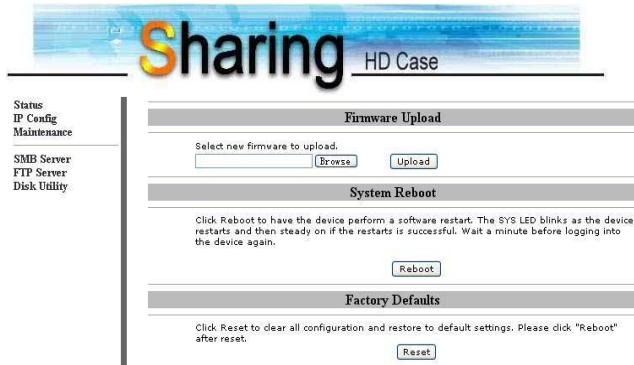 Sharing HD Case
Status
IP Config
Maintenance
SMB Server
FTP Server
Disk Utility
Firmware Upload
Select new firmware to upload.
Browse
Upload
System Reboot
Click Reboot to have the device perform a software restart. The SYS LED blinks as the device
restarts and then steady on if the restarts is successful. Wait a minute before logging into
the device again.
Reboot
Factory Defaults
Click Reset to clear all configuration and restore to default settings. Please click "Reboot"
after reset.
Reset